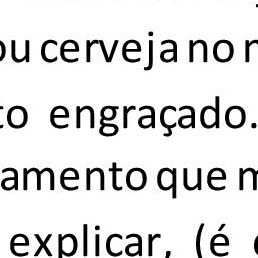 ou cerveja no
to engraçado.
amento que m
explicar, (é